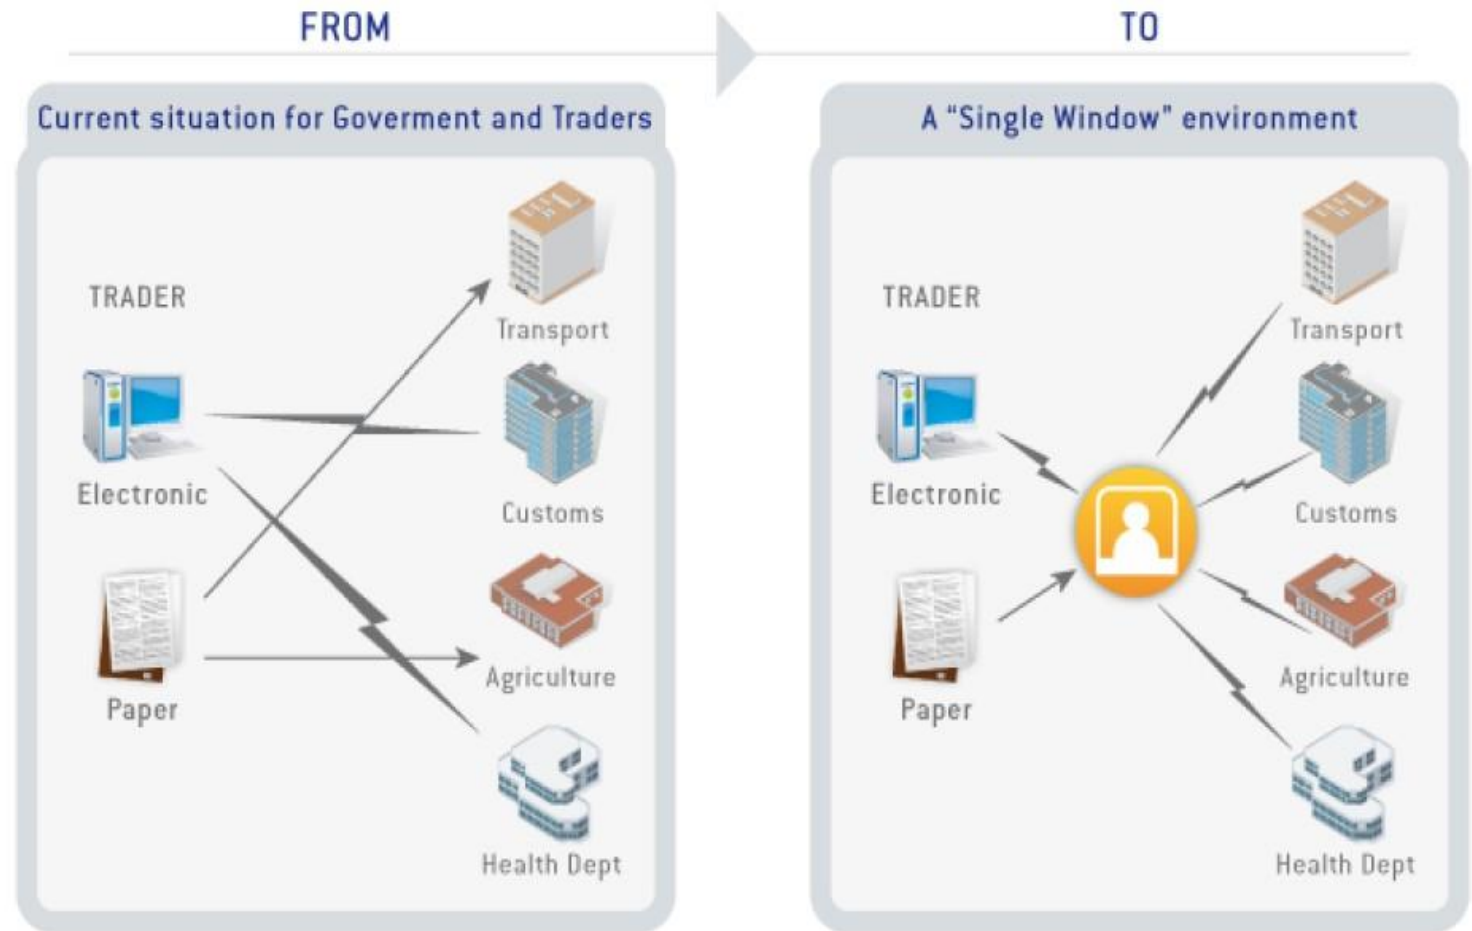 FROM
TO
Current situation for Goverment and Traders
TRADER
Electronic
Paper
Transport
Customs
Agriculture
Health Dept
A “Single Window” environment
TRADER
Electronic
Paper
Transport
Customs
Agriculture
Health Dept